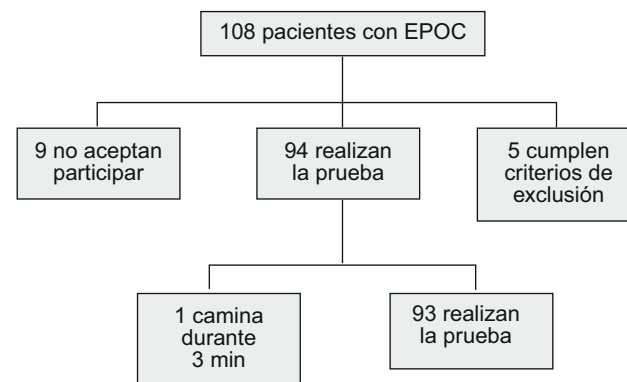 108 pacientes con EPOC
9 no aceptan
participar
94 realizan
la prueba
5 cumplen
criterios de
exclusión
1 camina
durante
3 min
93 realizan
la prueba